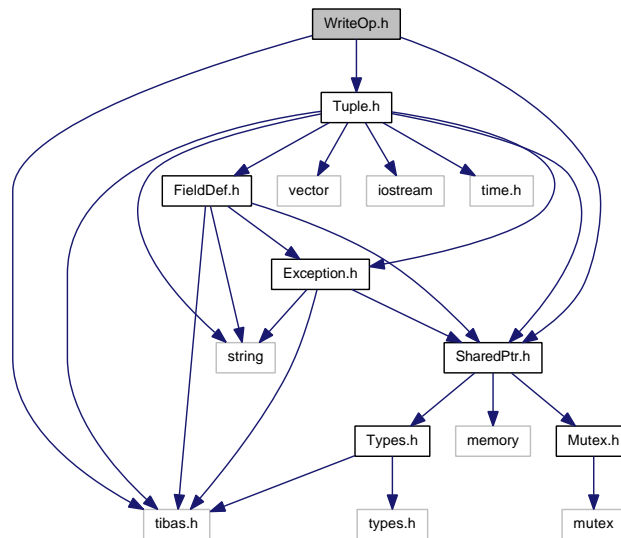 WriteOp.h
Tuple.h
FieldDef.h
vector
iostream
time.h
Exception.h
string
SharedPtr.h
Types.h
memory
Mutex.h
tibas.h
types.h
mutex